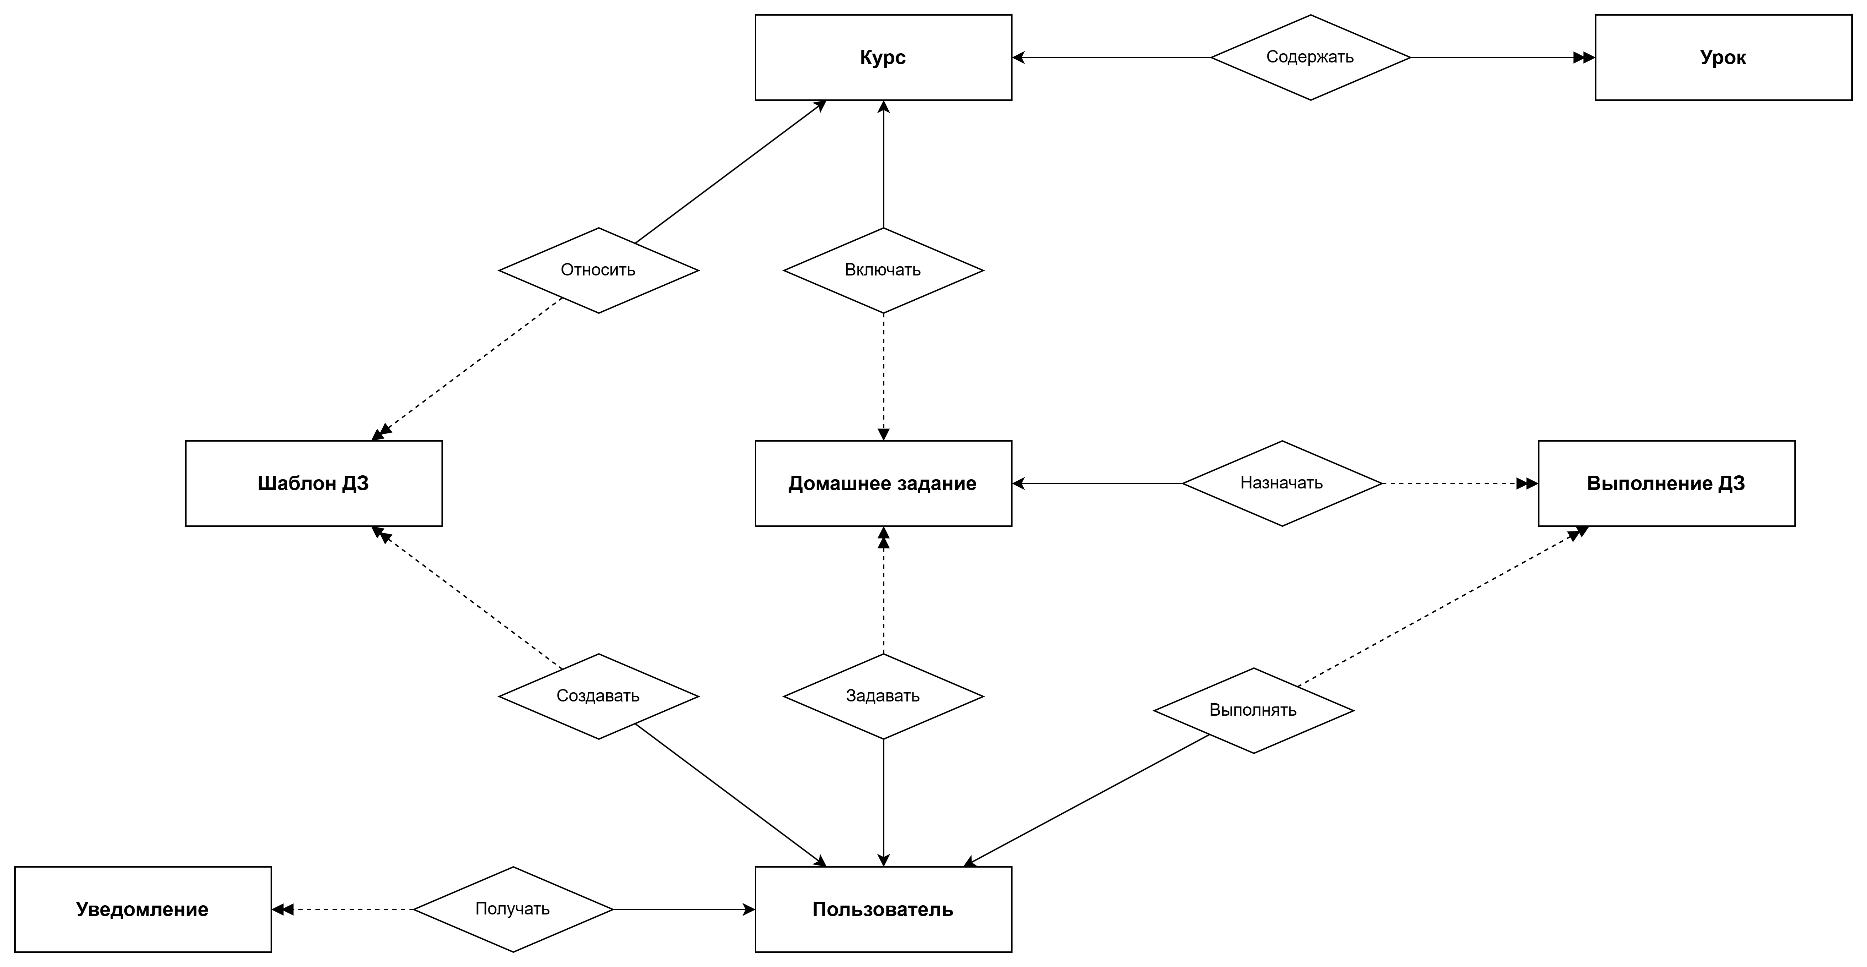 Курс
Содержать
Урок
Относить
Включать
Шаблон ДЗ
Домашнее задание
Назначать
Выполнение ДЗ
Создавать
Задавать
Выполнять
Уведомление
Получать
Пользователь